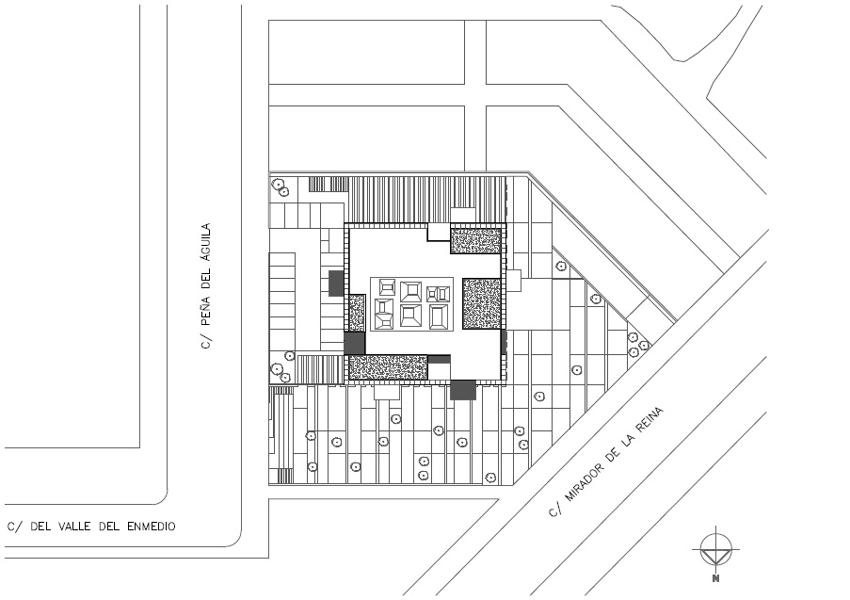 C/ PEÑA DEL ÁGUILA
C/ MIRADOR DE LA REINA
C/ DEL VALLE DEL ENMEDIO
N